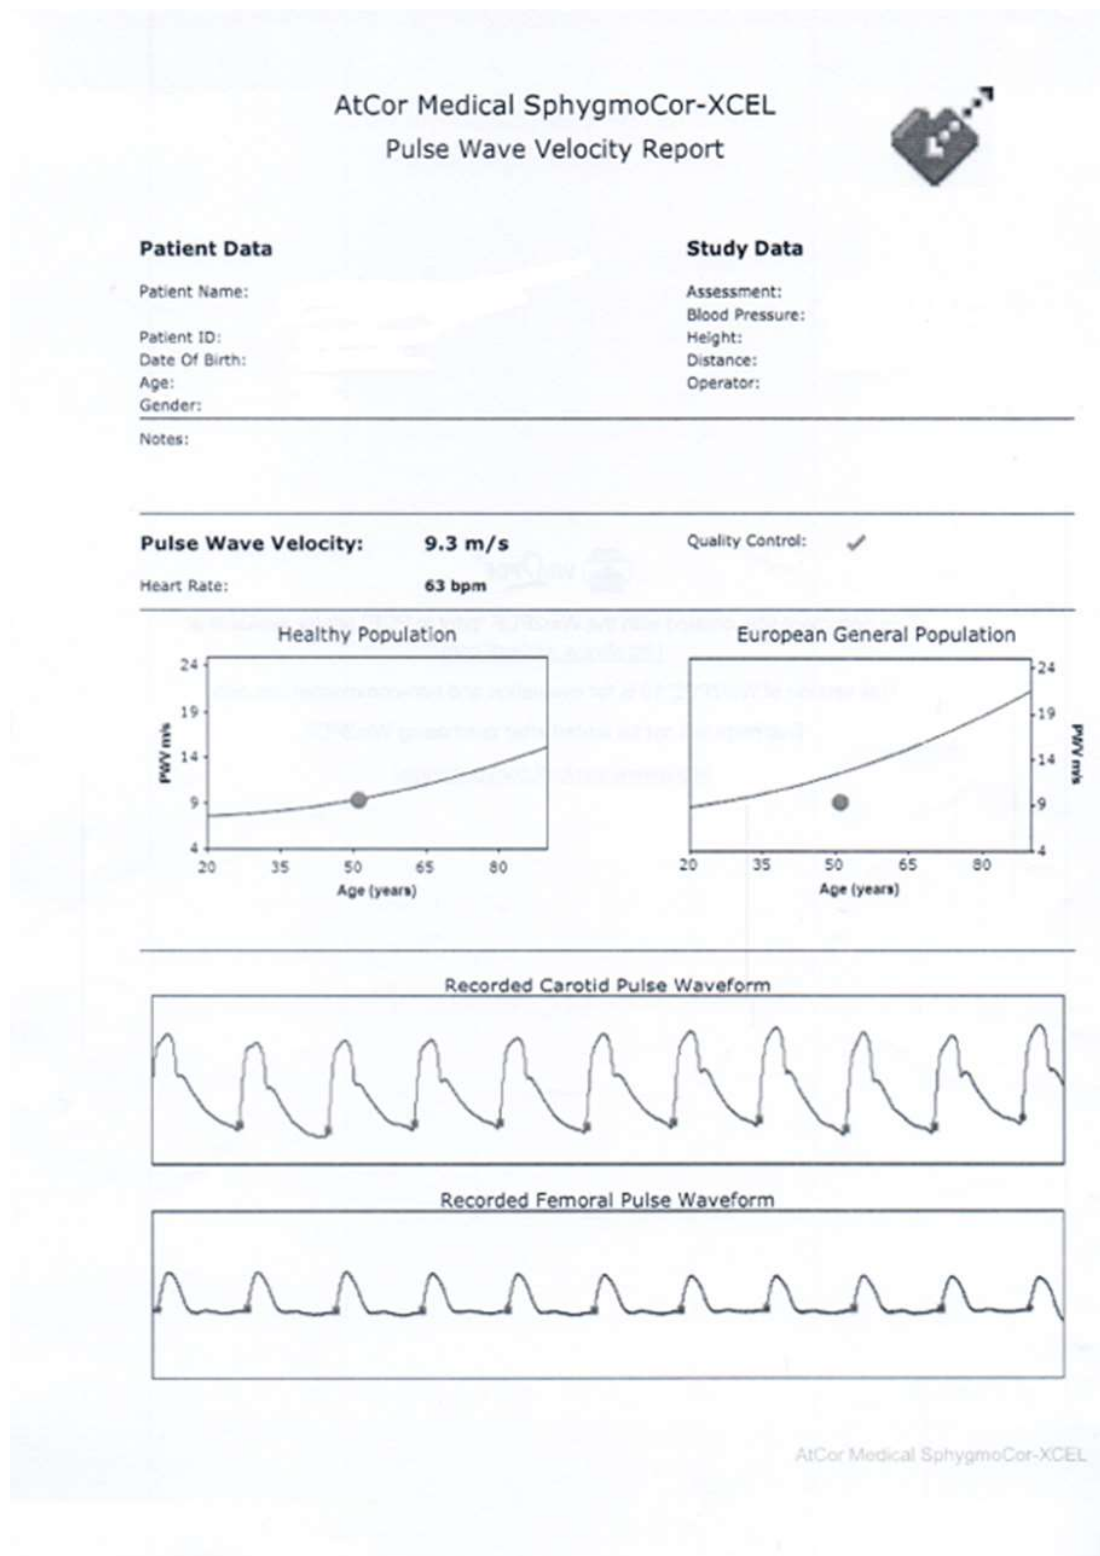 AtCor Medical SphygmoCor-XCEL
Pulse Wave Velocity Report
Patient Data
Patient Name:
Patient ID:
Date Of Birth:
Age:
Gender:
Study Data
Assessment:
Blood Pressure:
Height:
Distance:
Operator:
Notes:
Pulse Wave Velocity: 9.3 m/s
Quality Control: ✓
Heart Rate: 63 bpm
Healthy Population
24
19
14
9
4
PWV m/s
20 35 50 65 80
Age (years)
European General Population
24
19
14
9
4
PWV m/s
20 35 50 65 80
Age (years)
Recorded Carotid Pulse Waveform
Recorded Femoral Pulse Waveform
AtCor Medical SphygmoCor-XCEL